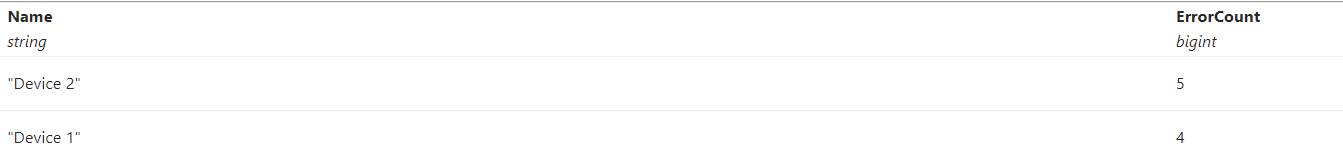 Name ErrorCount
string bigint
"Device 2" 5
"Device 1" 4